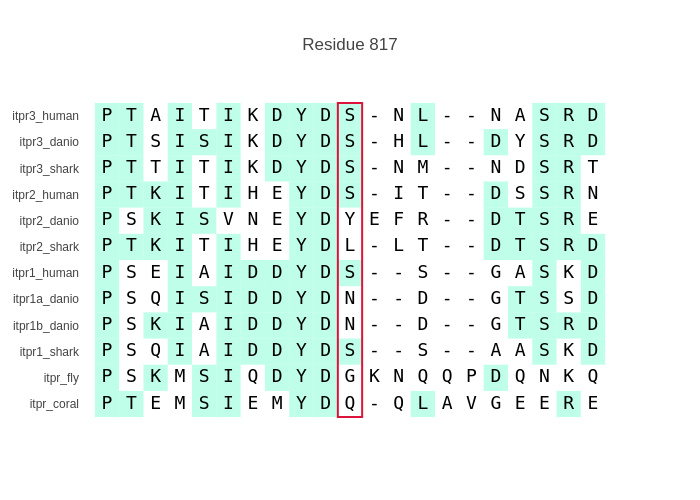 Residue 817
itpr3_human P T A I T I K D Y D S - N L - - N A S R D
itpr3_danio P T S I S I K D Y D S - H L - - D Y S R D
itpr3_shark P T T I T I K D Y D S - N M - - N D S R T
itpr2_human P T K I T I H E Y D S - I T - - D S S R N
itpr2_danio P S K I S V N E Y D Y E F R - - D T S R E
itpr2_shark P T K I T I H E Y D L - L T - - D T S R D
itpr1_human P S E I A I D D Y D S - - S - - G A S K D
itpr1a_danio P S Q I S I D D Y D N - - D - - G T S S D
itpr1b_danio P S K I A I D D Y D N - - D - - G T S R D
itpr1_shark P S Q I A I D D Y D S - - S - - A A S K D
itpr_fly P S K M S I Q D Y D G K N Q Q P D Q N K Q
itpr_coral P T E M S I E M Y D Q - Q L A V G E E R E